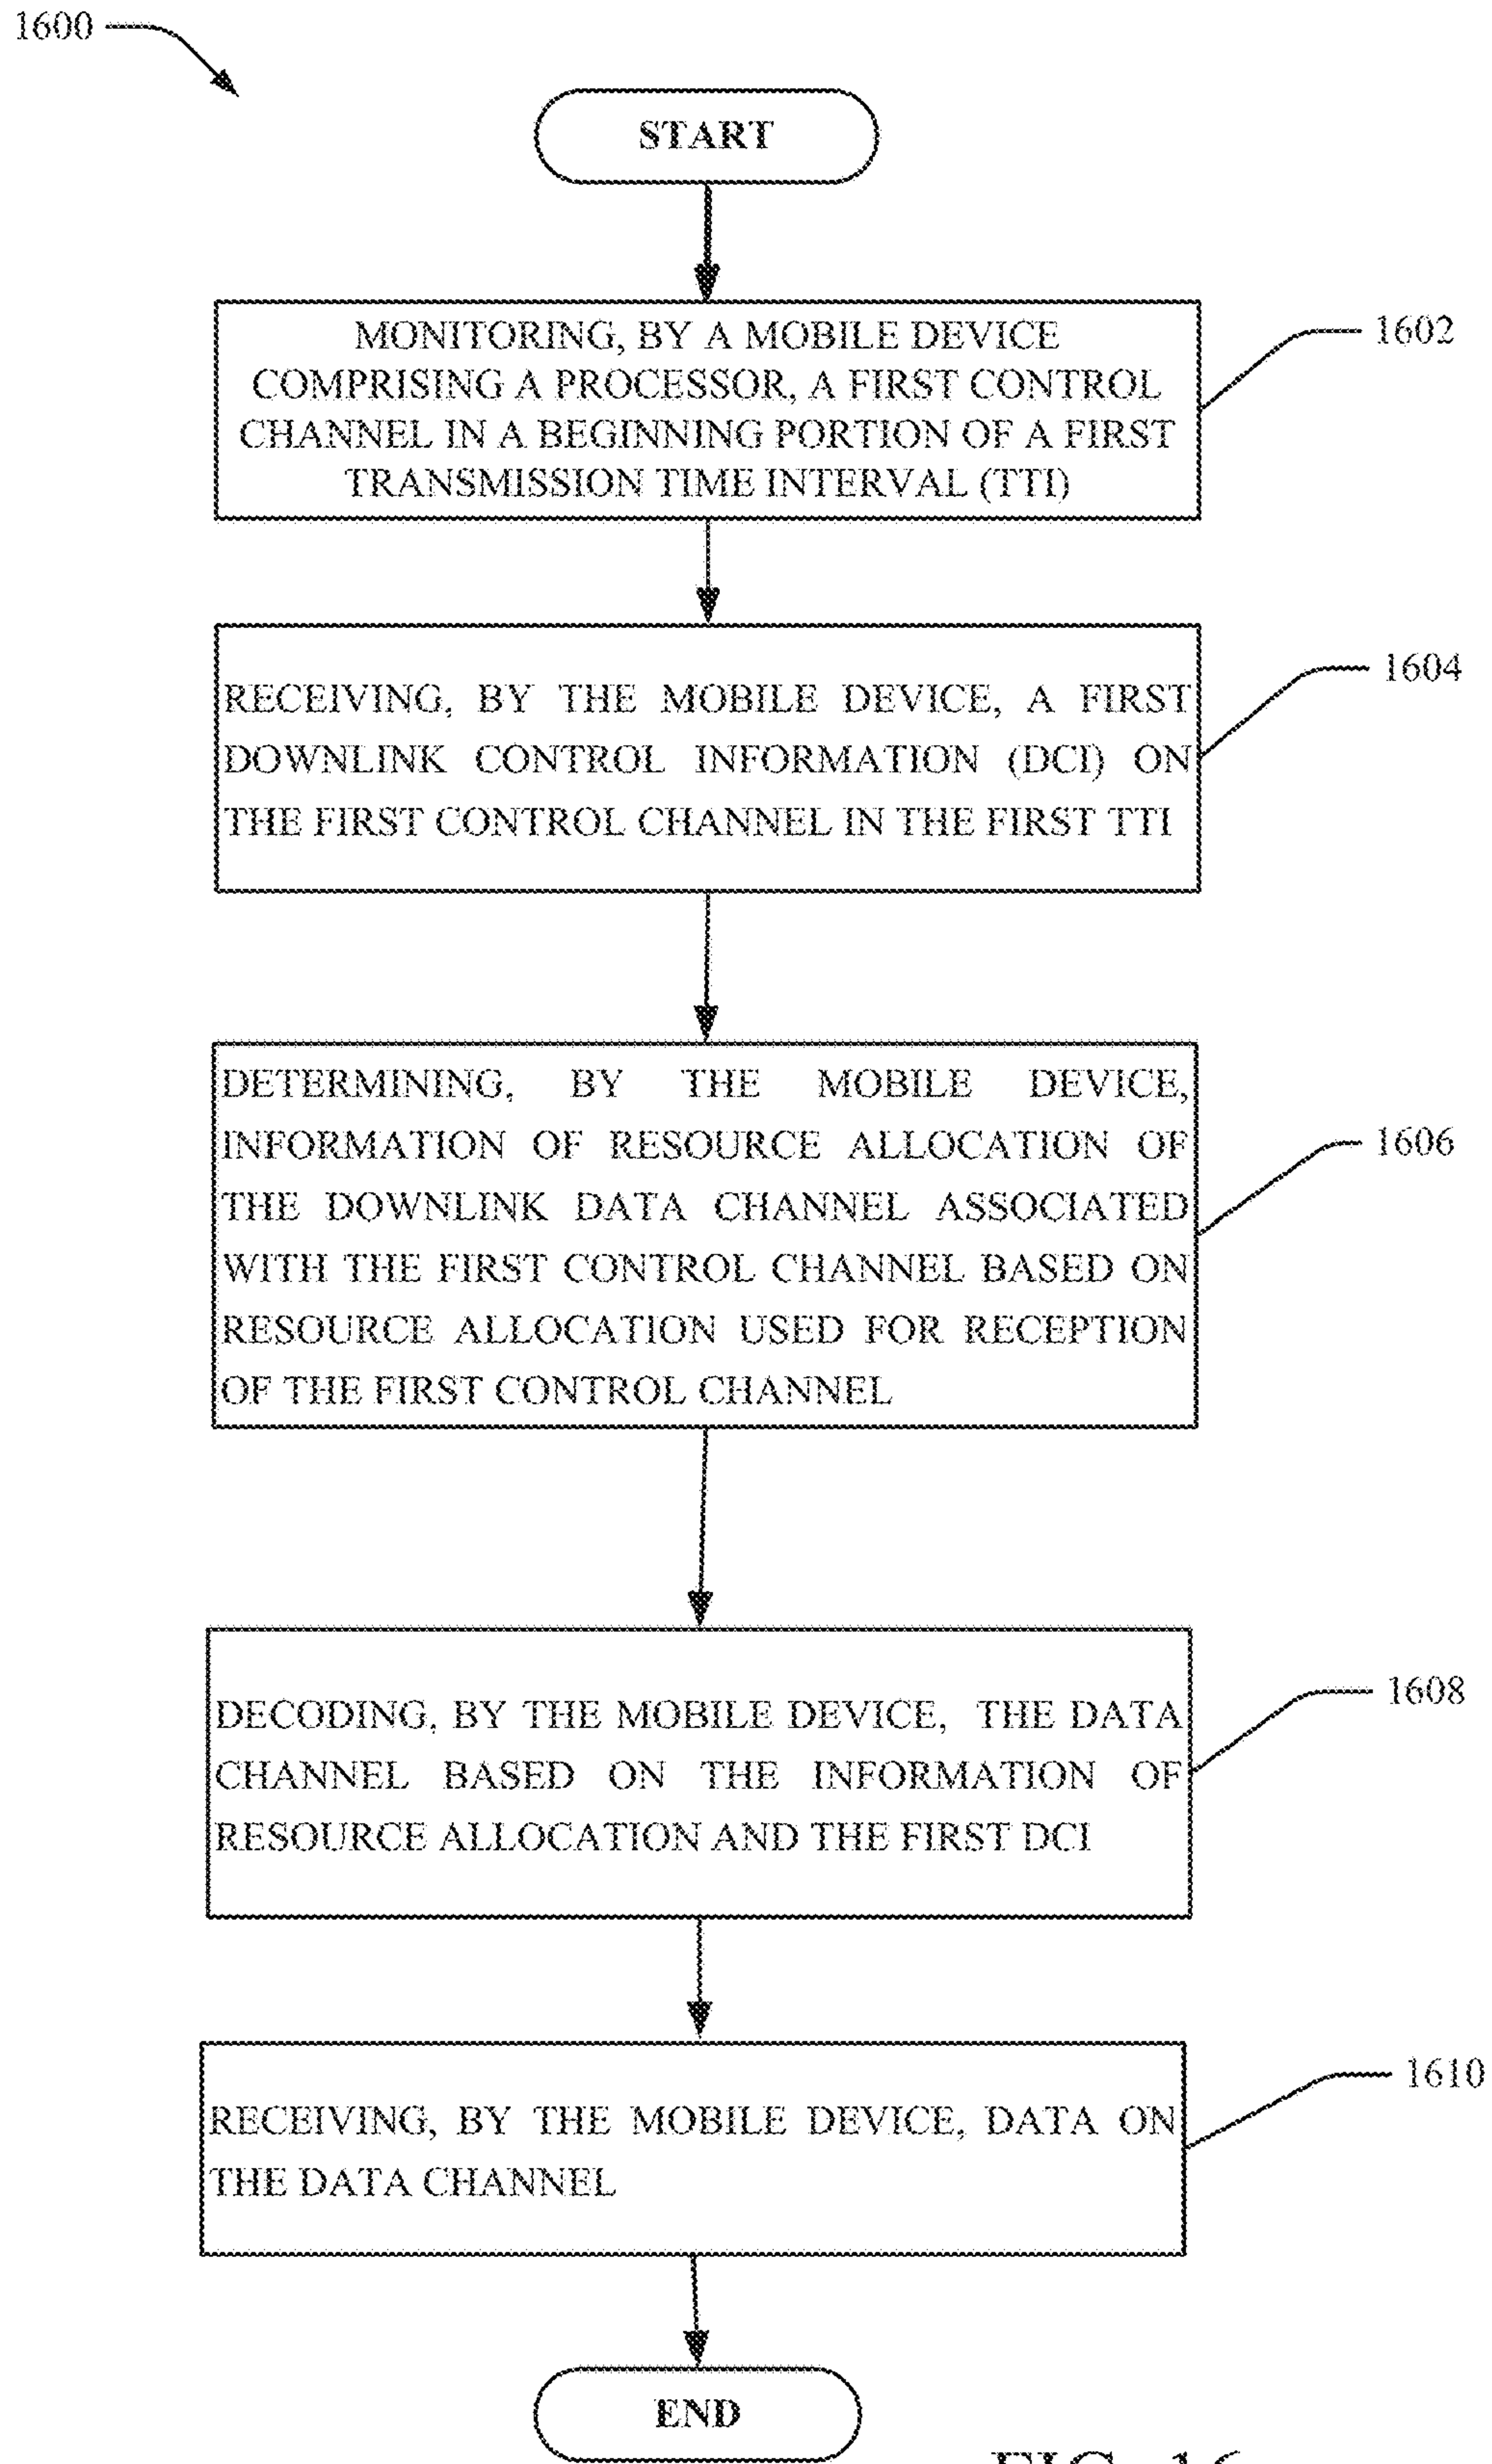 1600
START
MONITORING, BY A MOBILE DEVICE
COMPRISING A PROCESSOR, A FIRST CONTROL
CHANNEL IN A BEGINNING PORTION OF A FIRST
TRANSMISSION TIME INTERVAL (TTI)
1602
RECEIVING, BY THE MOBILE DEVICE, A FIRST
DOWNLINK CONTROL INFORMATION (DCI) ON
THE FIRST CONTROL CHANNEL IN THE FIRST TTI
1604
DETERMINING, BY THE MOBILE DEVICE,
INFORMATION OF RESOURCE ALLOCATION OF
THE DOWNLINK DATA CHANNEL ASSOCIATED
WITH THE FIRST CONTROL CHANNEL BASED ON
RESOURCE ALLOCATION USED FOR RECEPTION
OF THE FIRST CONTROL CHANNEL
1606
DECODING, BY THE MOBILE DEVICE, THE DATA
CHANNEL BASED ON THE INFORMATION OF
RESOURCE ALLOCATION AND THE FIRST DCI
1608
RECEIVING, BY THE MOBILE DEVICE, DATA ON
THE DATA CHANNEL
1610
END